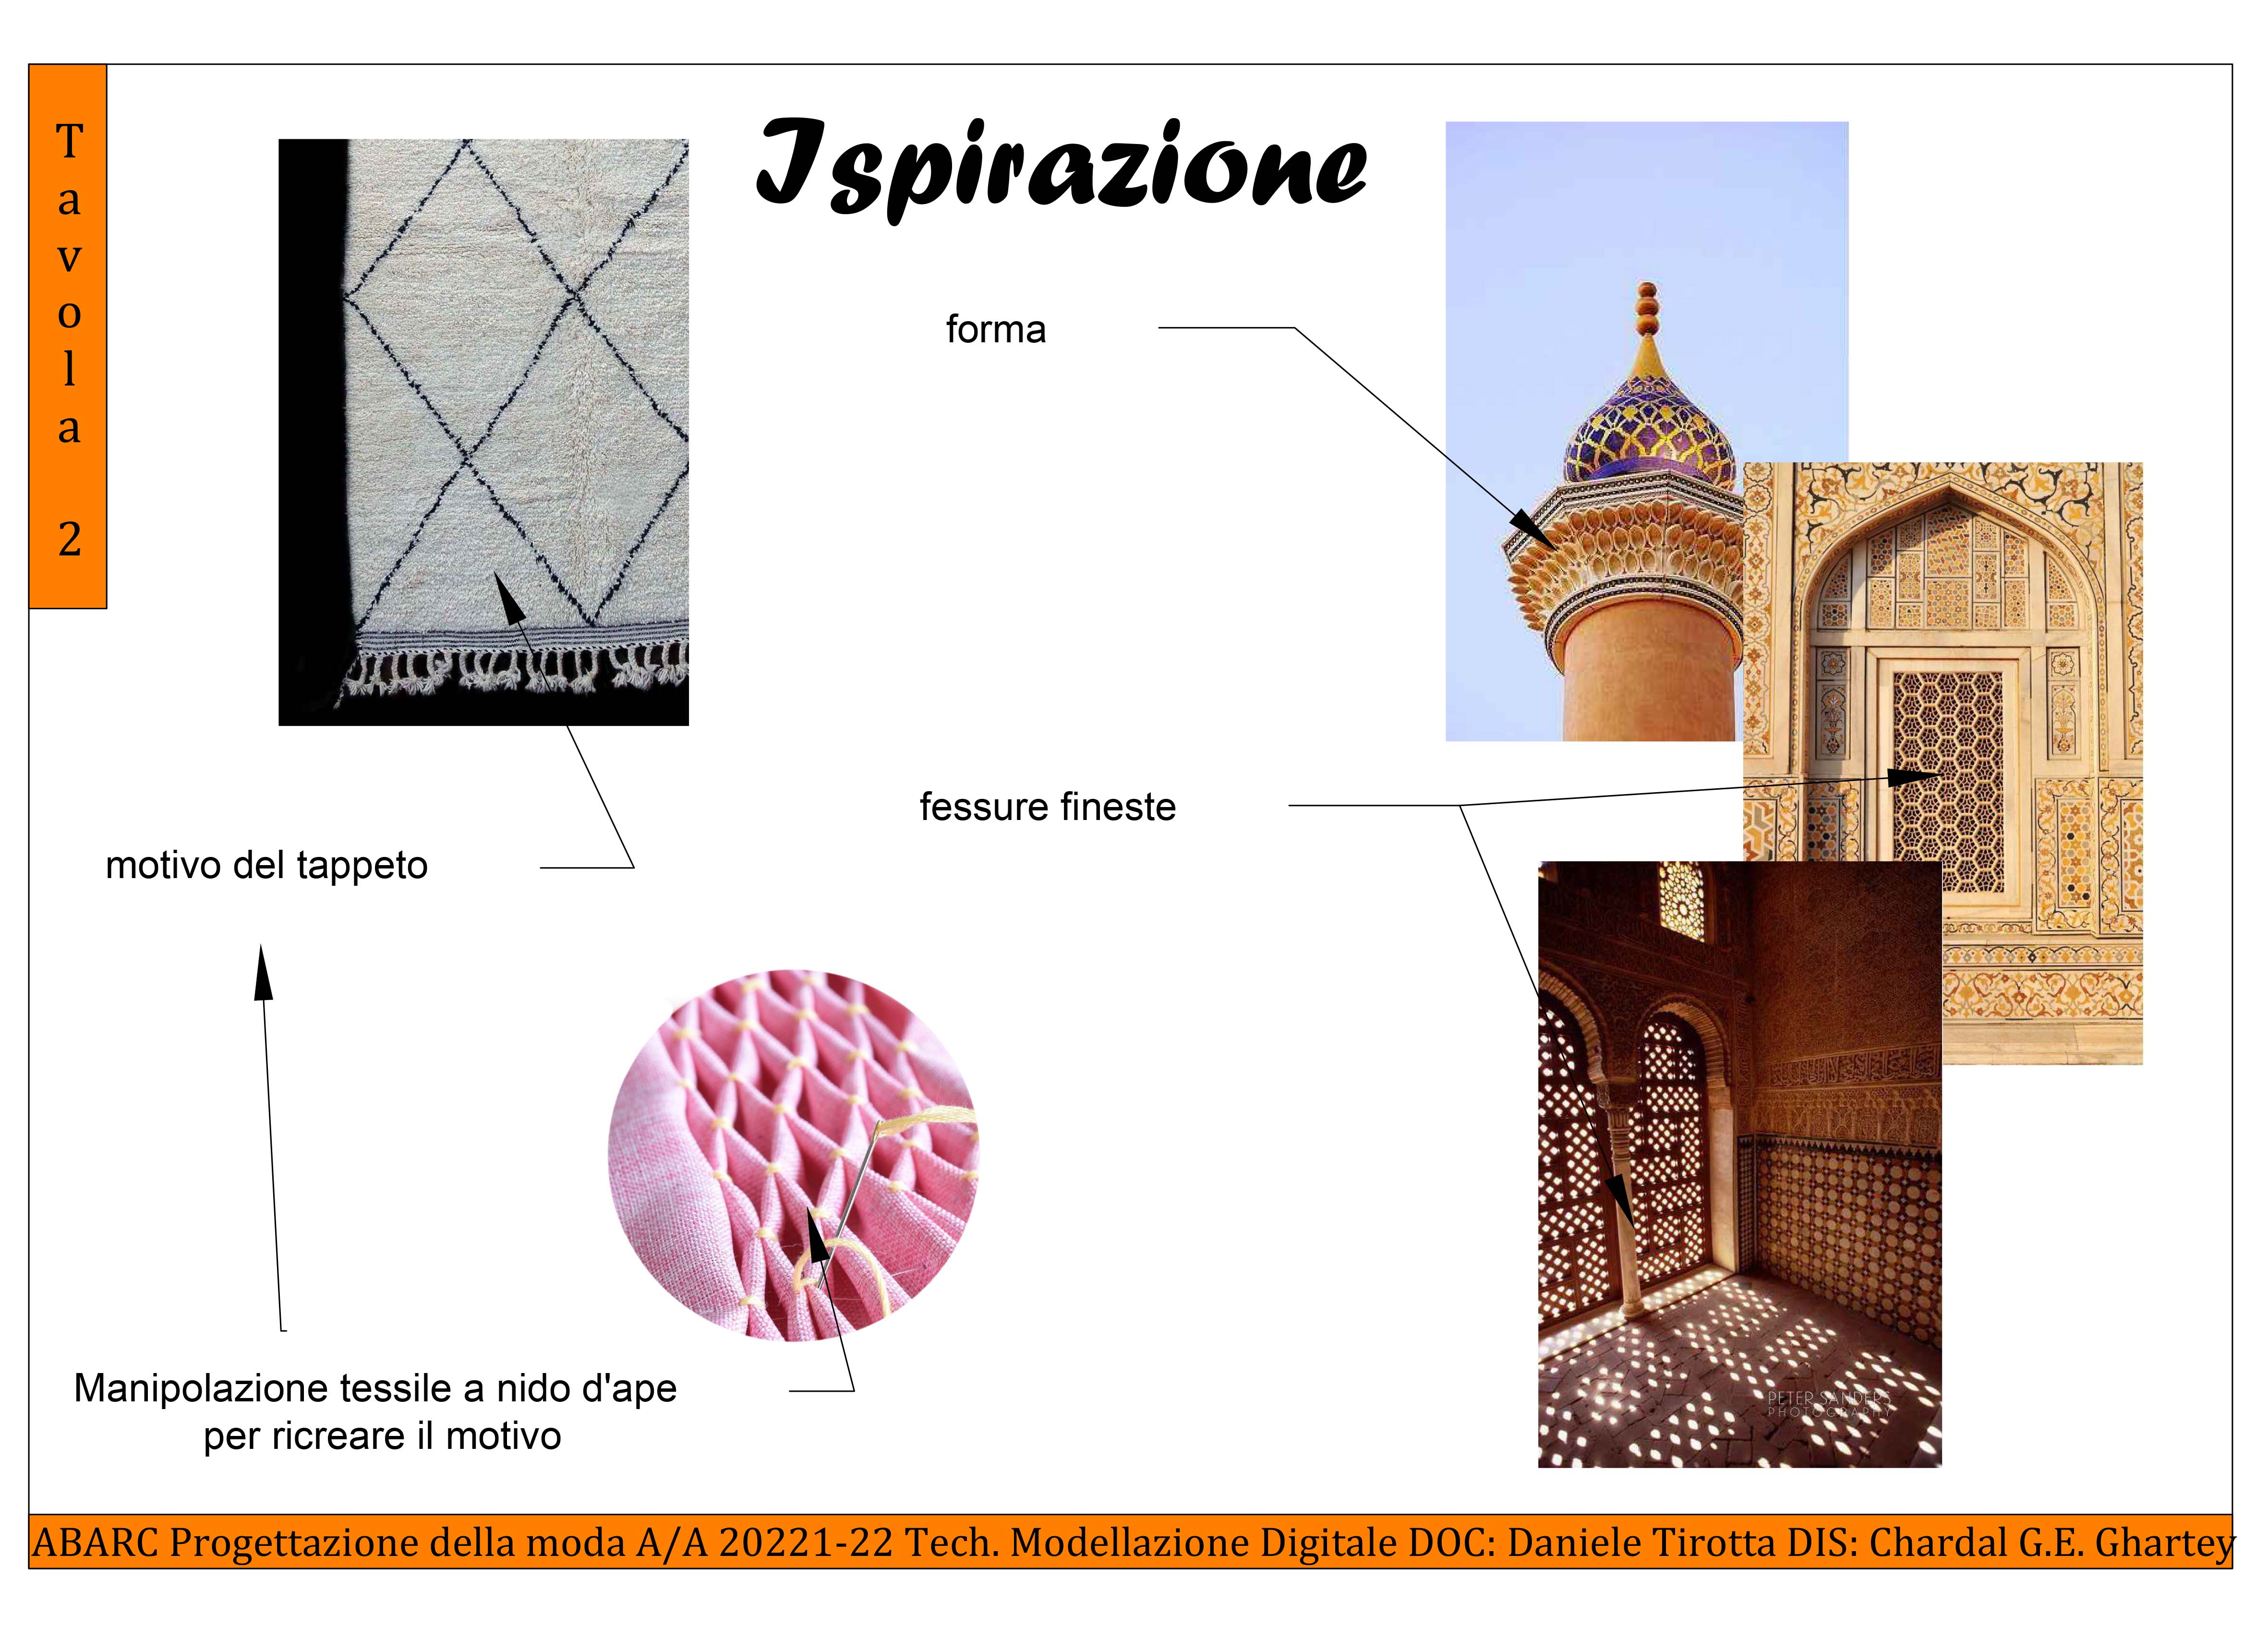 Tavola 2
Ispirazione
forma
fessure fineste
motivo del tappeto
Manipolazione tessile a nido d'ape
per ricreare il motivo
PETER SANDERS
PHOTOGRAPHY
ABARC Progettazione della moda A/A 20221-22 Tech. Modellazione Digitale DOC: Daniele Tirotta DIS: Chardal G.E. Ghartey